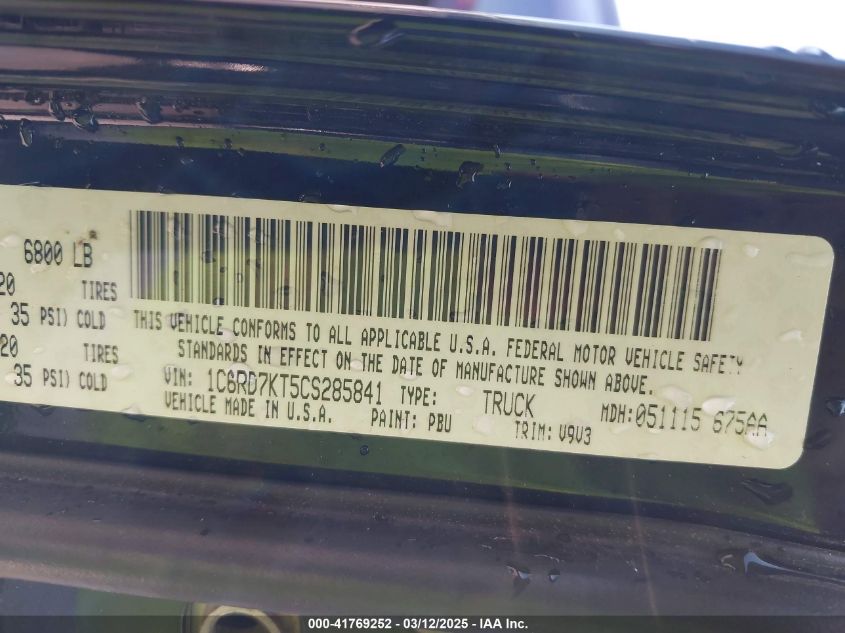 6800 LB
20 TIRES
35 PSI) COLD
20 TIRES
35 PSI) COLD
THIS VEHICLE CONFORMS TO ALL APPLICABLE U.S.A. FEDERAL MOTOR VEHICLE SAFETY
STANDARDS IN EFFECT ON THE DATE OF MANUFACTURE SHOWN ABOVE.
VIN: 1C6RD7KT5CS285841 TYPE: TRUCK MDH:051115 675AA
VEHICLE MADE IN U.S.A. PAINT: PBU TRIM: V9V3
000-41769252 - 03/12/2025 - IAA Inc.